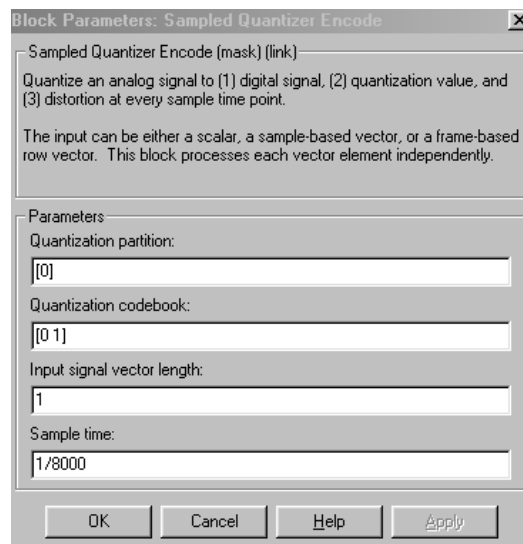 Block Parameters: Sampled Quantizer Encode
Sampled Quantizer Encode (mask) (link)
Quantize an analog signal to (1) digital signal, (2) quantization value, and
(3) distortion at every sample time point.
The input can be either a scalar, a sample-based vector, or a frame-based
row vector.  This block processes each vector element independently.
Parameters
Quantization partition:
[0]
Quantization codebook:
[0 1]
Input signal vector length:
1
Sample time:
1/8000
OK Cancel Help Apply